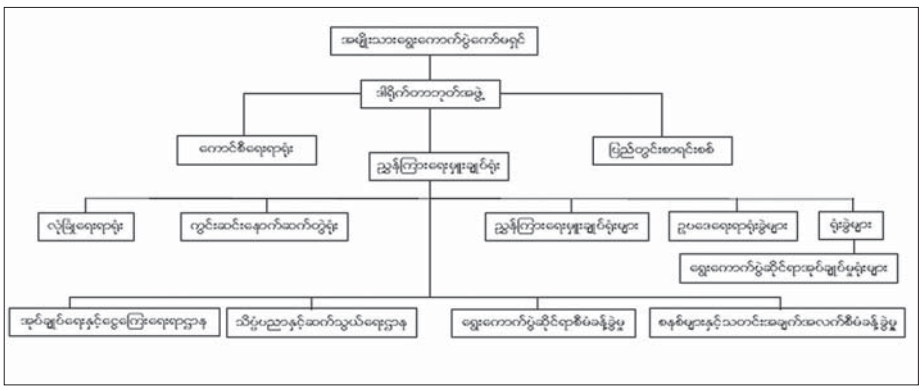 အမျိုးသားရွေးကောက်ပွဲကော်မရှင်
ဒါရိုက်တာဘုတ်အဖွဲ့
ကောင်စီရေးရာရုံး
ညွှန်ကြားရေးမှူးချုပ်ရုံး
ပြည်တွင်းစာရင်းစစ်
လုံခြုံရေးရာရုံး
ကွင်းဆင်းနောက်ဆက်တွဲရုံး
ညွှန်ကြားရေးမှူးချုပ်ရုံးများ
ဥပဒေရေးရာရုံးခွဲများ
ရုံးခွဲများ
ရွေးကောက်ပွဲဆိုင်ရာအုပ်ချုပ်မှုရုံးများ
အုပ်ချုပ်ရေးနှင့်ငွေကြေးရေးရာဌာန
သိပ္ပံပညာနှင့်ဆက်သွယ်ရေးဌာန
ရွေးကောက်ပွဲဆိုင်ရာစီမံခန့်ခွဲမှု
စနစ်များနှင့်သတင်းအချက်အလက်စီမံခန့်ခွဲမှု